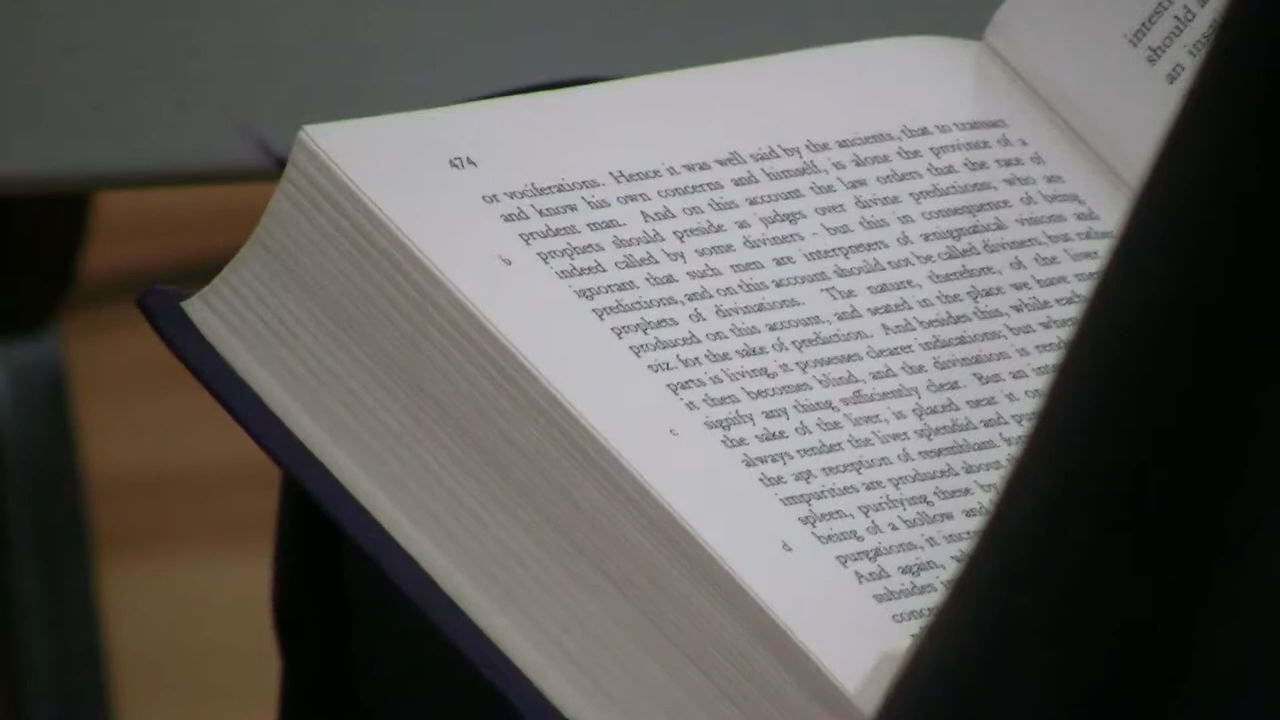 474
or vociferations. Hence it was well said by the ancients, that to transact
and know his own concerns and himself, is alone the province of a
prudent man. And on this account the law orders that the race of
prophets should preside as judges over divine predictions; who are
indeed called by some diviners - but this in consequence of being
b
ignorant that such men are interpreters of ænigmatical visions and
predictions, and on this account should not be called diviners, but rather
prophets of divinations. The nature, therefore, of the liver
produced on this account, and seated in the place we have
viz. for the sake of prediction. And besides this, while each
parts is living, it possesses clearer indications; but when
it then becomes blind, and the divination is
signify any thing sufficiently clear. But an
c
the sake of the liver, is placed near it
always render the liver splendid and
the apt reception of resemblant
impurities are produced about
spleen, purifying these by
being of a hollow and
d
purgations, it
And again,
subsides
intesti
should
an